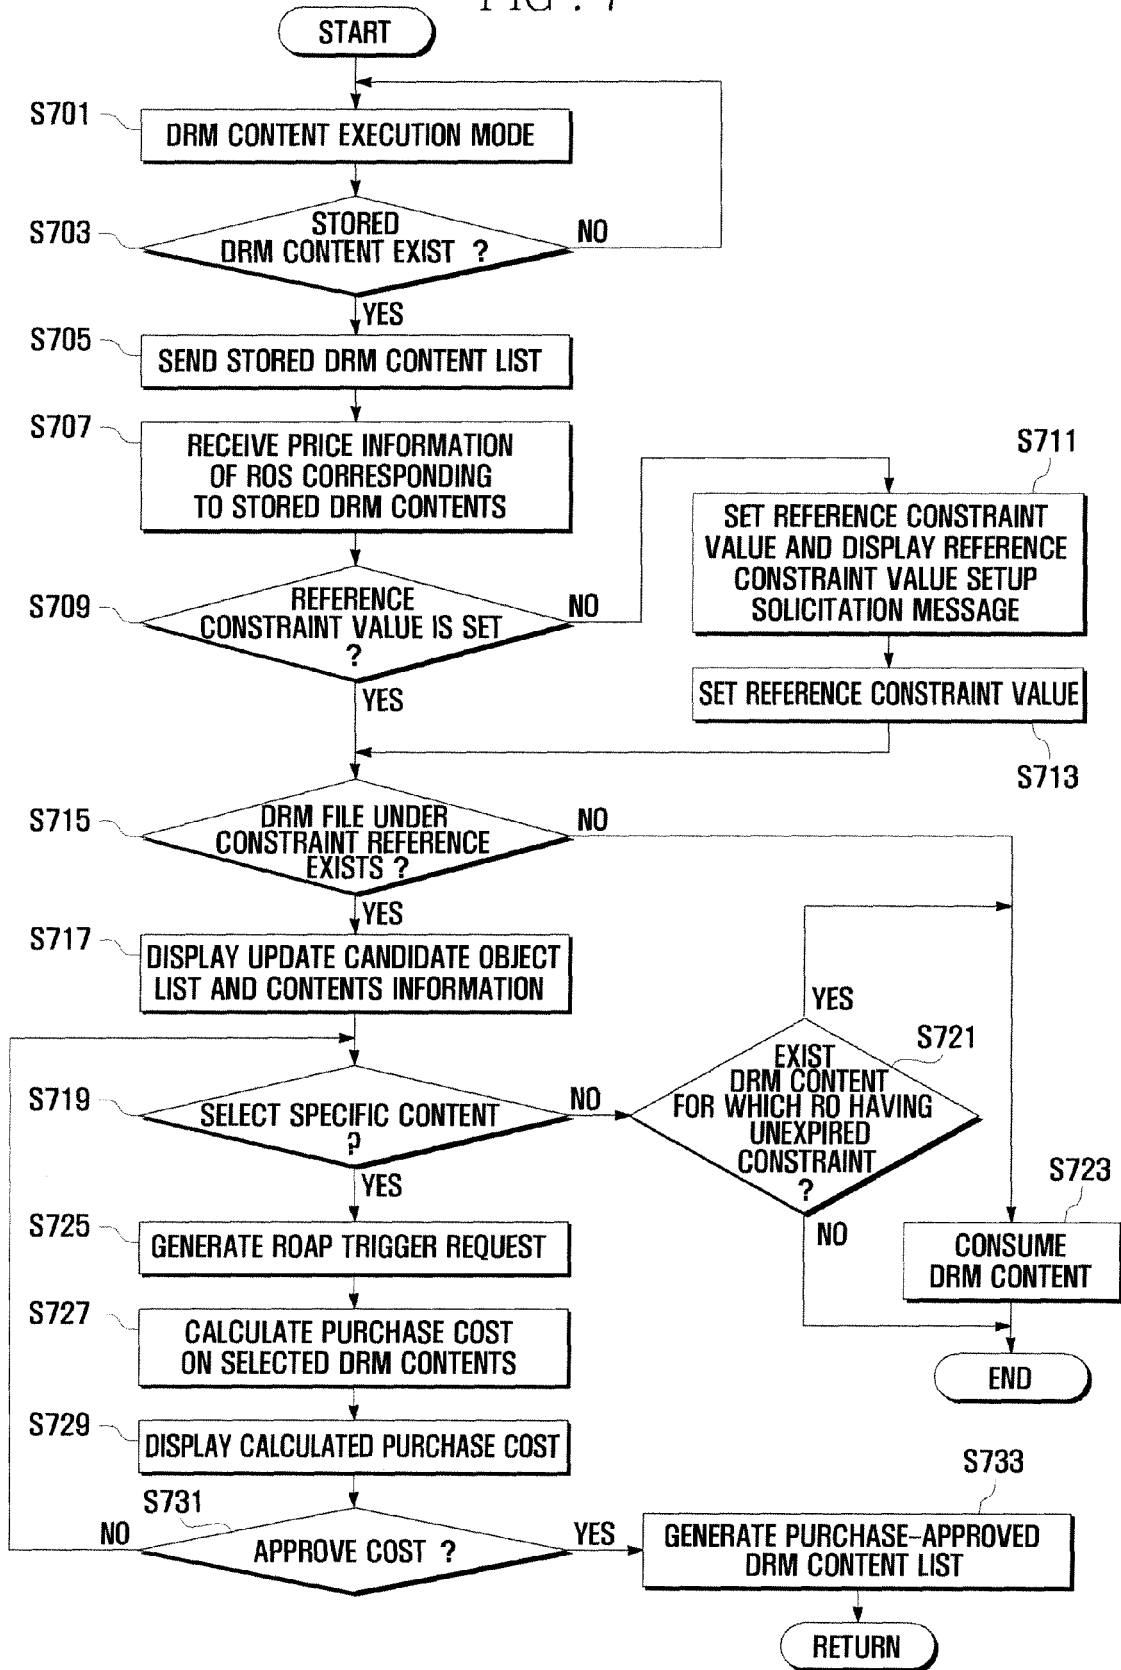 FIG. 7
START
S701
DRM CONTENT EXECUTION MODE
S703
STORED
DRM CONTENT EXIST ?
NO
YES
S705
SEND STORED DRM CONTENT LIST
S707
RECEIVE PRICE INFORMATION
OF ROS CORRESPONDING
TO STORED DRM CONTENTS
S711
SET REFERENCE CONSTRAINT
VALUE AND DISPLAY REFERENCE
CONSTRAINT VALUE SETUP
SOLICITATION MESSAGE
S709
REFERENCE
CONSTRAINT VALUE IS SET
?
NO
YES
SET REFERENCE CONSTRAINT VALUE
S713
S715
DRM FILE UNDER
CONSTRAINT REFERENCE
EXISTS ?
NO
YES
S717
DISPLAY UPDATE CANDIDATE OBJECT
LIST AND CONTENTS INFORMATION
S719
SELECT SPECIFIC CONTENT
?
NO
YES
YES
S721
EXIST
DRM CONTENT
FOR WHICH RO HAVING
UNEXPIRED
CONSTRAINT
?
NO
S723
CONSUME
DRM CONTENT
END
S725
GENERATE ROAP TRIGGER REQUEST
S727
CALCULATE PURCHASE COST
ON SELECTED DRM CONTENTS
S729
DISPLAY CALCULATED PURCHASE COST
S731
NO
APPROVE COST ?
YES
S733
GENERATE PURCHASE-APPROVED
DRM CONTENT LIST
RETURN